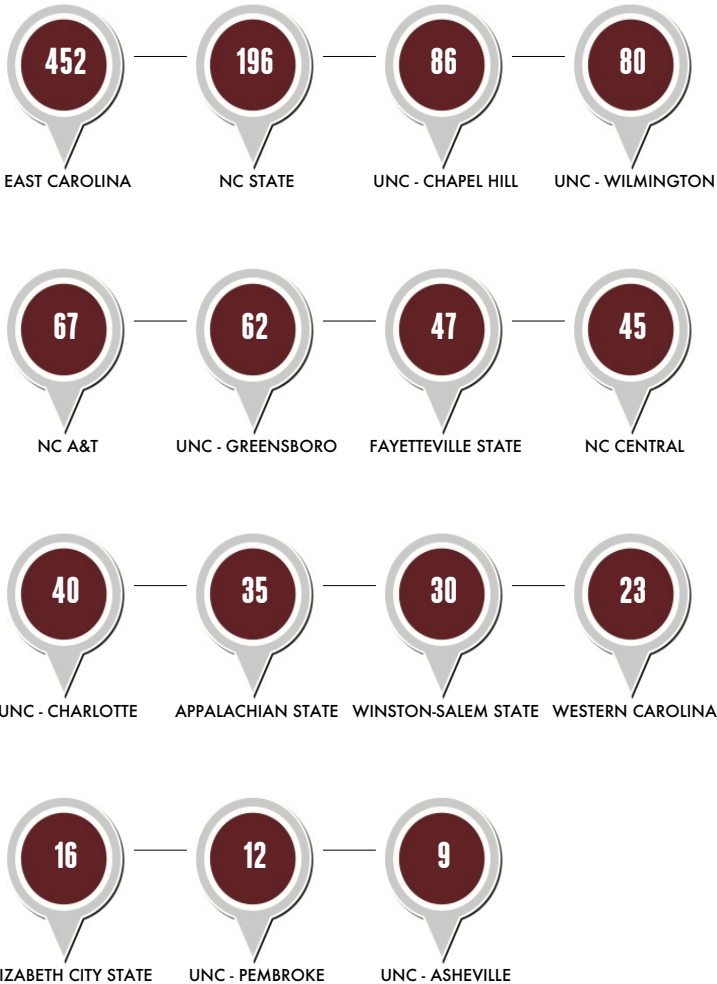 452 196 86 80
EAST CAROLINA NC STATE UNC - CHAPEL HILL UNC - WILMINGTON
67 62 47 45
NC A&T UNC - GREENSBORO FAYETTEVILLE STATE NC CENTRAL
40 35 30 23
UNC - CHARLOTTE APPALACHIAN STATE WINSTON-SALEM STATE WESTERN CAROLINA
16 12 9
IZABETH CITY STATE UNC - PEMBROKE UNC - ASHEVILLE